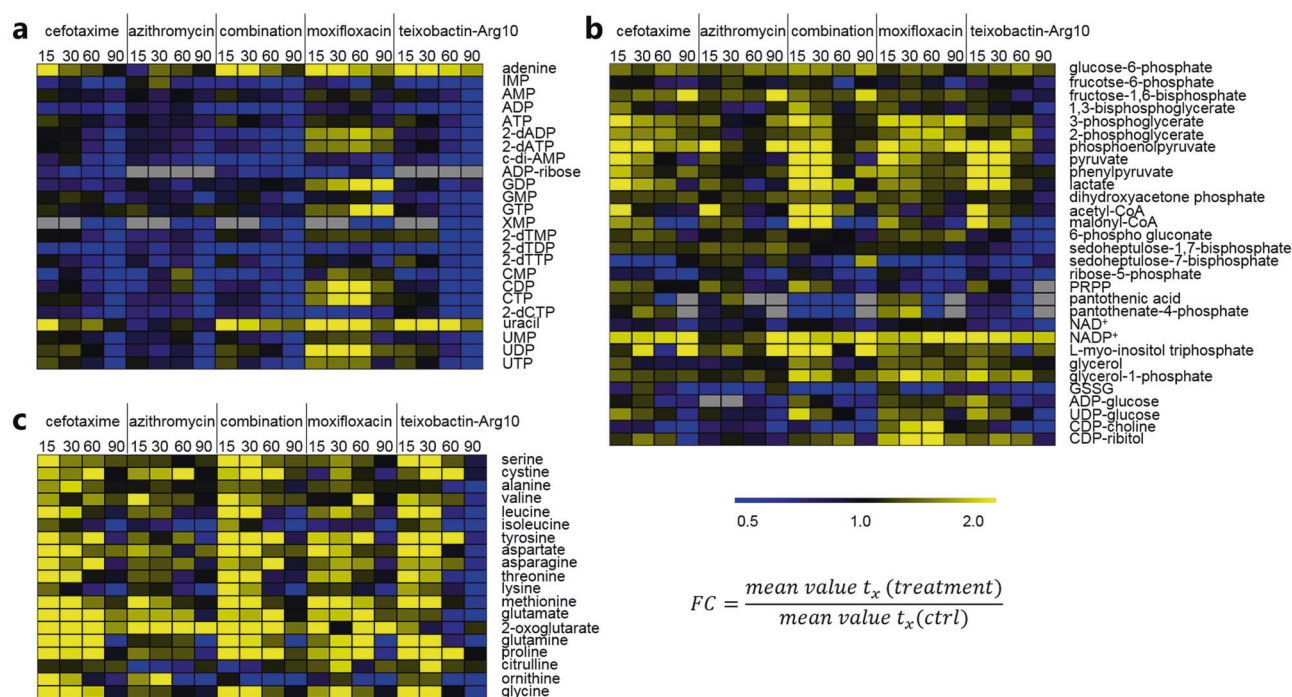 a
cefotaxime azithromycin combination moxifloxacin teixobactin-Arg10
15 30 60 90 15 30 60 90 15 30 60 90 15 30 60 90 15 30 60 90
adenine
IMP
AMP
ADP
ATP
2-dADP
2-dATP
c-di-AMP
ADP-ribose
GDP
GMP
GTP
XMP
2-dTMP
2-dTDP
2-dTTP
CMP
CDP
CTP
2-dCTP
uracil
UMP
UDP
UTP
b
cefotaxime azithromycin combination moxifloxacin teixobactin-Arg10
15 30 60 90 15 30 60 90 15 30 60 90 15 30 60 90 15 30 60 90
glucose-6-phosphate
frucotse-6-phosphate
fructose-1,6-bisphosphate
1,3-bisphosphoglycerate
3-phosphoglycerate
2-phosphoglycerate
phosphoenolpyruvate
pyruvate
phenylpyruvate
lactate
dihydroxyacetone phosphate
acetyl-CoA
malonyl-CoA
6-phospho gluconate
sedoheptulose-1,7-bisphosphate
sedoheptulose-7-bisphosphate
ribose-5-phosphate
PRPP
pantothenic acid
pantothenate-4-phosphate
NAD⁺
NADP⁺
L-myo-inositol triphosphate
glycerol
glycerol-1-phosphate
GSSG
ADP-glucose
UDP-glucose
CDP-choline
CDP-ribitol
c
cefotaxime azithromycin combination moxifloxacin teixobactin-Arg10
15 30 60 90 15 30 60 90 15 30 60 90 15 30 60 90 15 30 60 90
serine
cystine
alanine
valine
leucine
isoleucine
tyrosine
aspartate
asparagine
threonine
lysine
methionine
glutamate
2-oxoglutarate
glutamine
proline
citrulline
ornithine
glycine
0.5 1.0 2.0
FC = mean value tₓ (treatment) / mean value tₓ(ctrl)